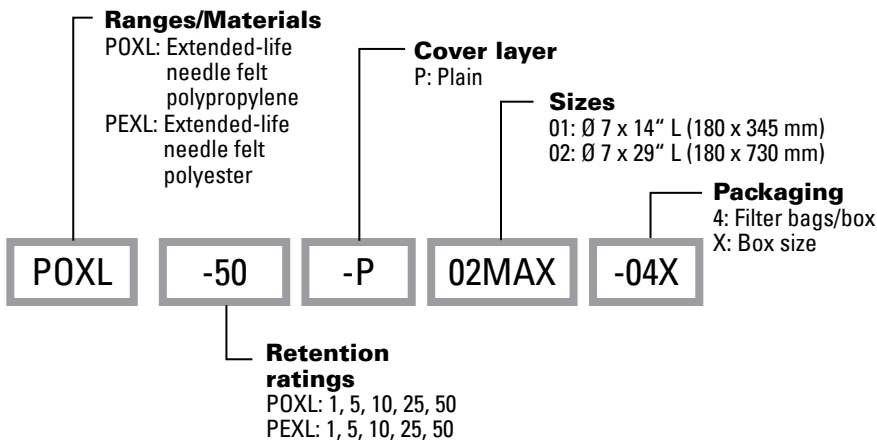 Ranges/Materials
POXL: Extended-life
needle felt
polypropylene
PEXL: Extended-life
needle felt
polyester
Cover layer
P: Plain
Sizes
01: Ø 7 x 14“ L (180 x 345 mm)
02: Ø 7 x 29“ L (180 x 730 mm)
Packaging
4: Filter bags/box
X: Box size
POXL -50 -P 02MAX -04X
Retention
ratings
POXL: 1, 5, 10, 25, 50
PEXL: 1, 5, 10, 25, 50